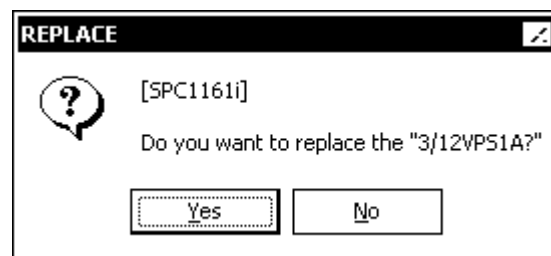 REPLACE
[SPC1161i]
Do you want to replace the "3/12VPS1A?"
Yes
No